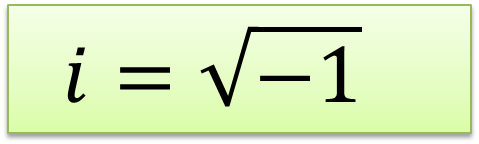 i = √−1